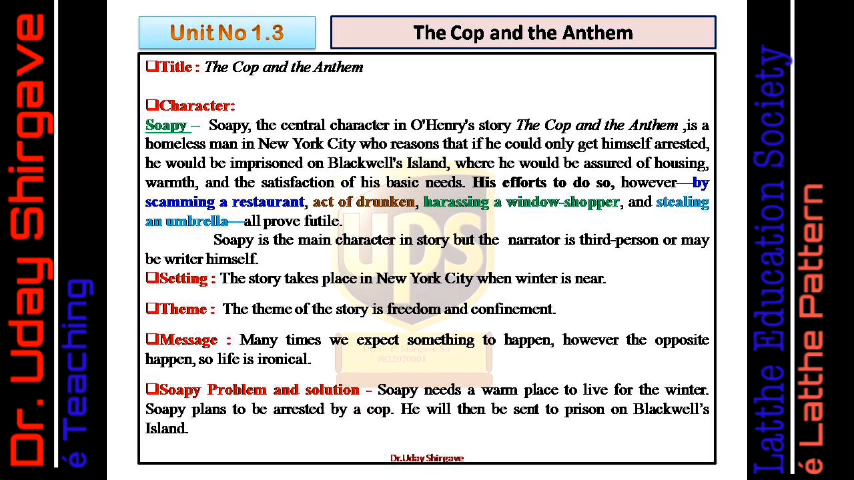 Unit No 1.3
The Cop and the Anthem
❑Title : The Cop and the Anthem
❑Character:
Soapy – Soapy, the central character in O'Henry's story The Cop and the Anthem ,is a
homeless man in New York City who reasons that if he could only get himself arrested,
he would be imprisoned on Blackwell's Island, where he would be assured of housing,
warmth, and the satisfaction of his basic needs. His efforts to do so, however—by
scamming a restaurant, act of drunken, harassing a window-shopper, and stealing
an umbrella—all prove futile.
Soapy is the main character in story but the narrator is third-person or may
be writer himself.
❑Setting : The story takes place in New York City when winter is near.
❑Theme : The theme of the story is freedom and confinement.
❑Message : Many times we expect something to happen, however the opposite
happen, so life is ironical.
❑Soapy Problem and solution - Soapy needs a warm place to live for the winter.
Soapy plans to be arrested by a cop. He will then be sent to prison on Blackwell's
Island.
Dr.Uday Shirgave
Dr. Uday Shirgave
é Teaching
Latthe Education Society
é Latthe Pattern
ups